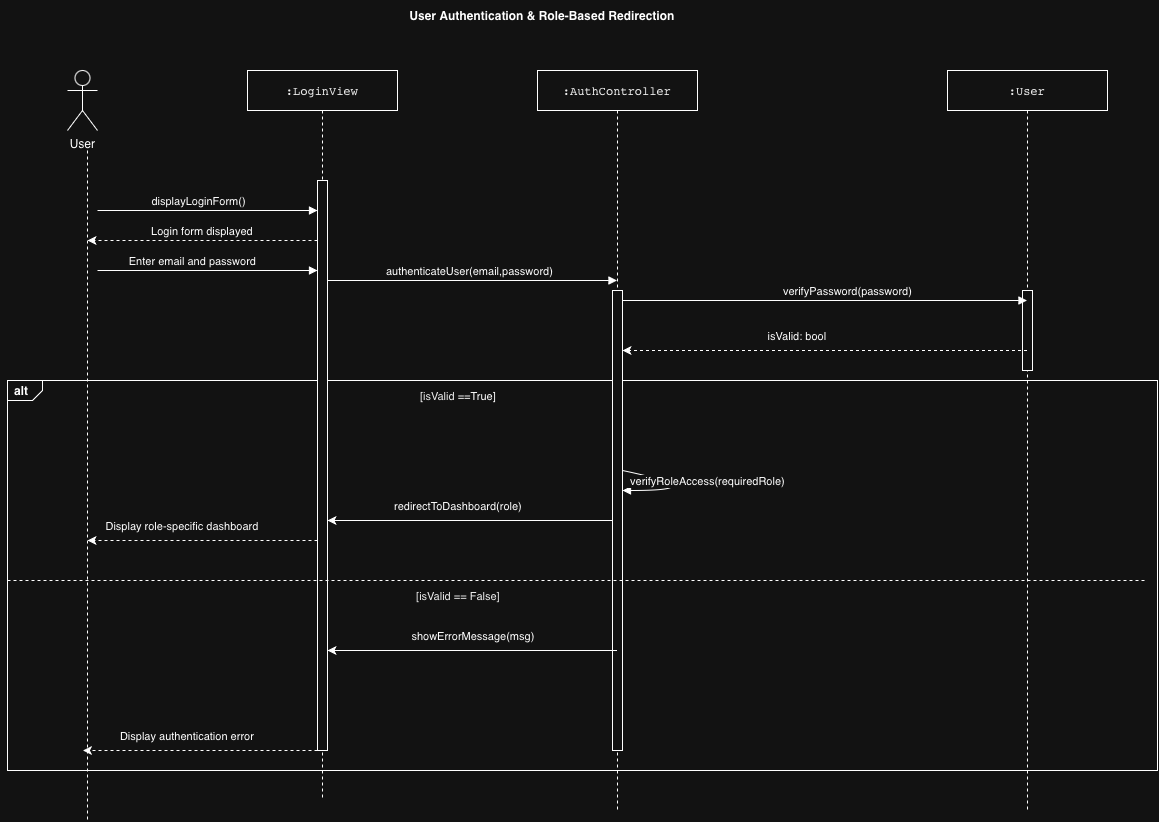 User Authentication & Role-Based Redirection
:LoginView
:AuthController
:User
User
displayLoginForm()
Login form displayed
Enter email and password
authenticateUser(email,password)
verifyPassword(password)
isValid: bool
alt
[isValid ==True]
verifyRoleAccess(requiredRole)
redirectToDashboard(role)
Display role-specific dashboard
[isValid == False]
showErrorMessage(msg)
Display authentication error